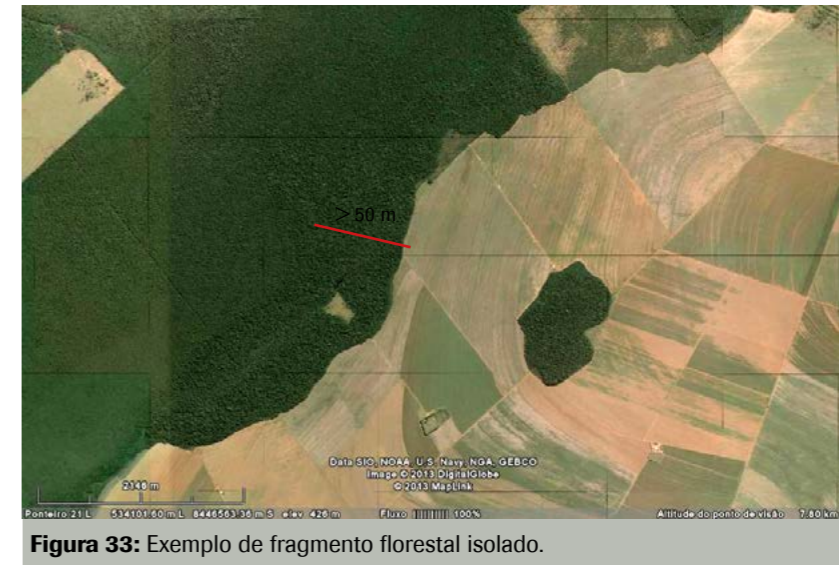 > 50 m
Data SIO, NOAA, U.S. Navy, NGA, GEBCO
Image © 2013 DigitalGlobe
© 2013 MapLink
2146 m
Ponteiro 21 L 534101.60 m L 8446563.36 m S elev 426 m Fluxo |||||||||| 100% Altitude do ponto de visão 7.80 km
Figura 33: Exemplo de fragmento florestal isolado.